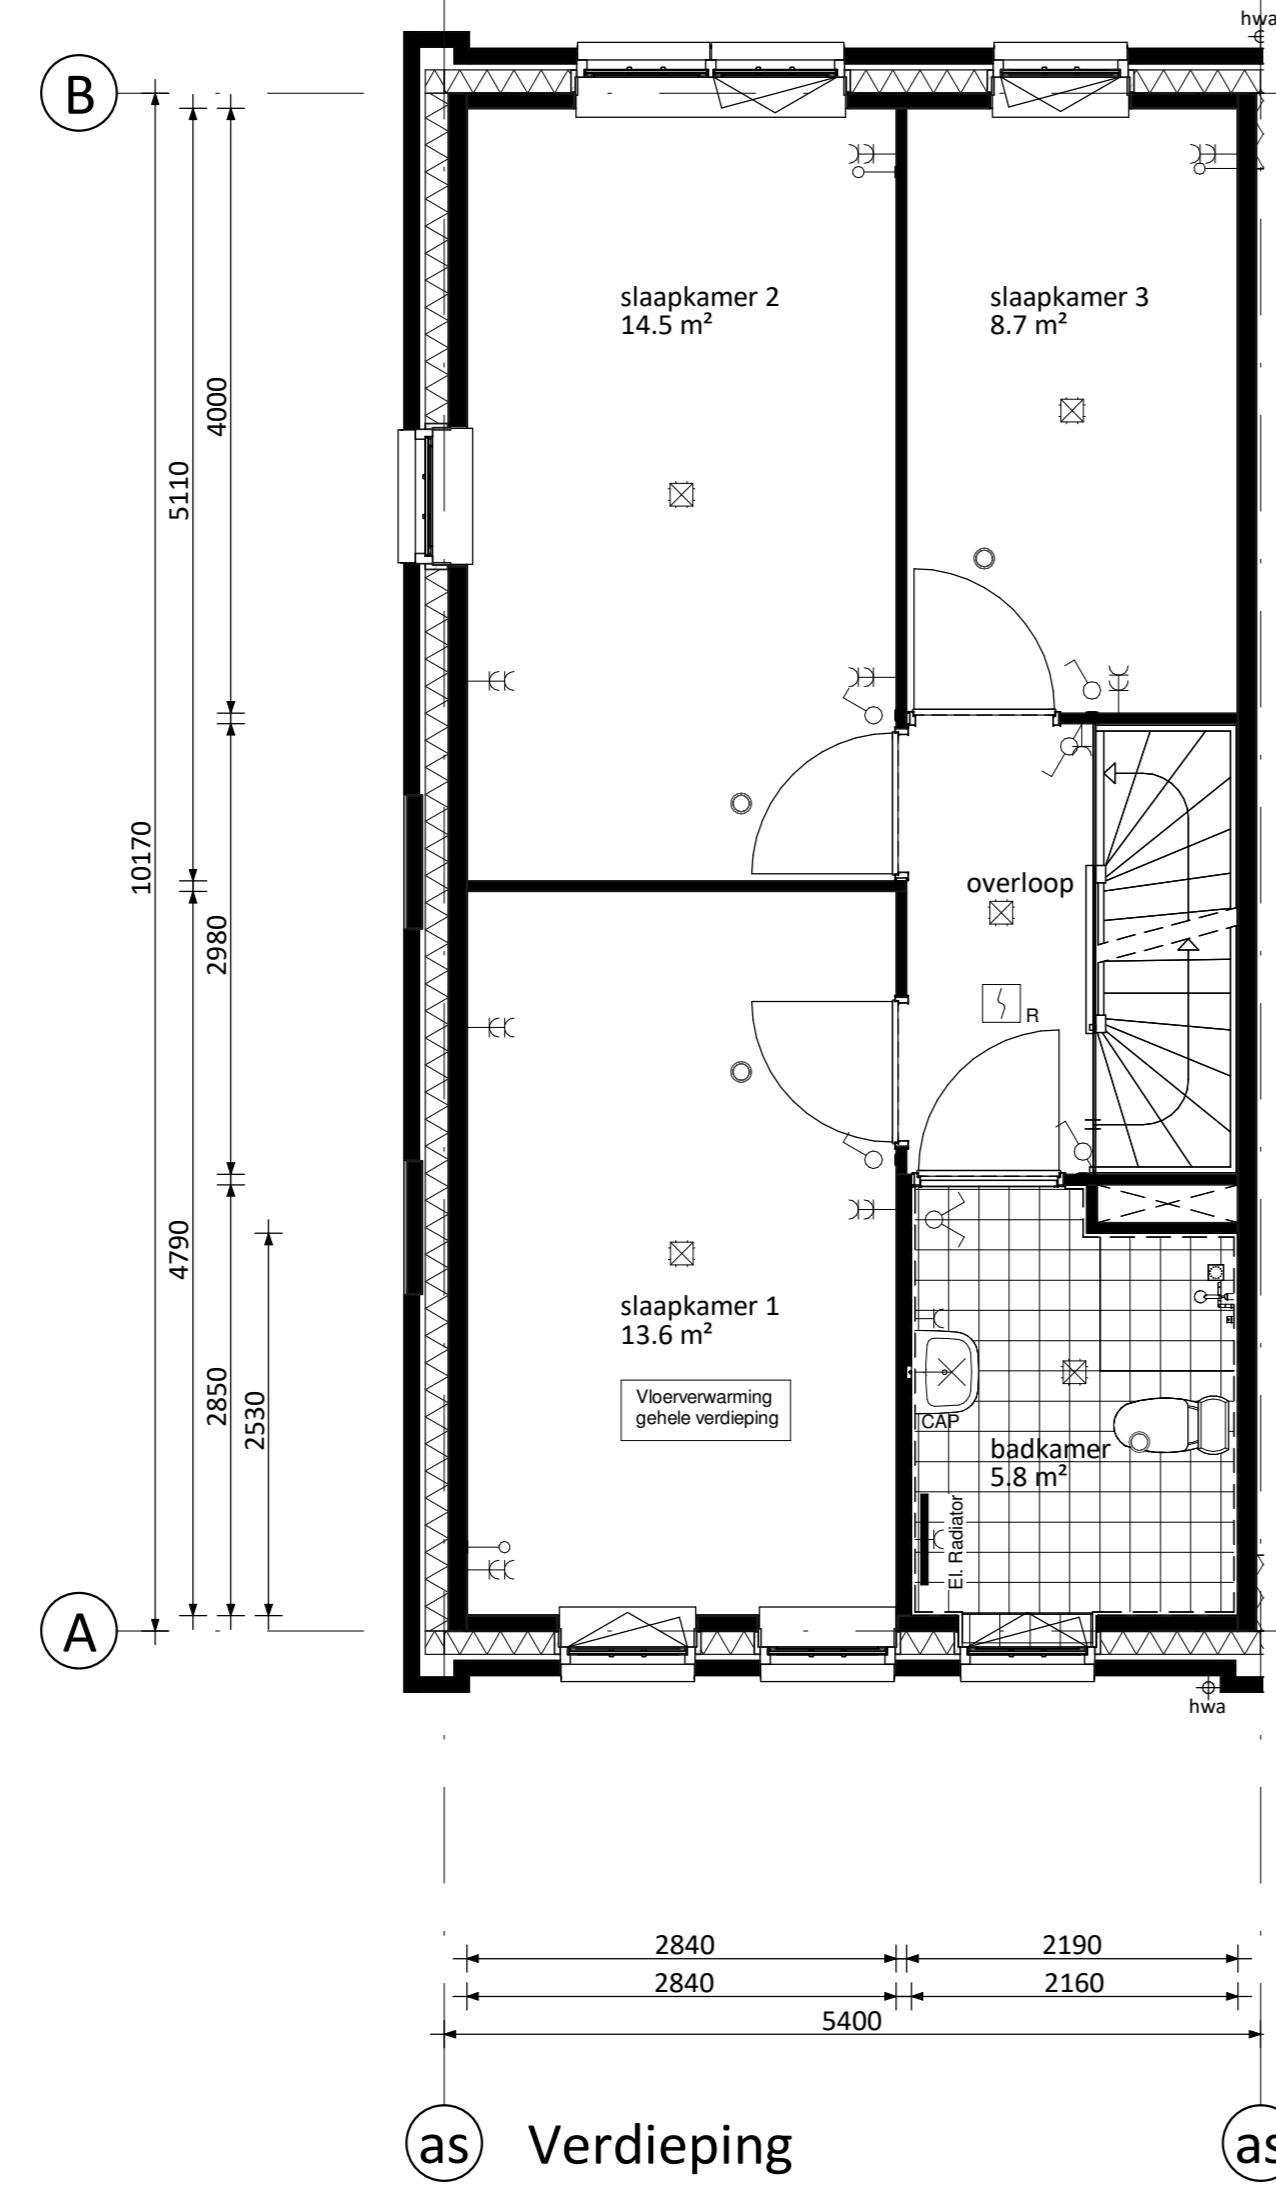 hwa
B
slaapkamer 2
14.5 m²
slaapkamer 3
8.7 m²
4000
5110
10170
overloop
2980
R
4790
slaapkamer 1
13.6 m²
2850
2530
Vloerverwarming
gehele verdieping
CAP
badkamer
5.8 m²
El. Radiator
A
hwa
2840
2190
2840
2160
5400
as
Verdieping
as